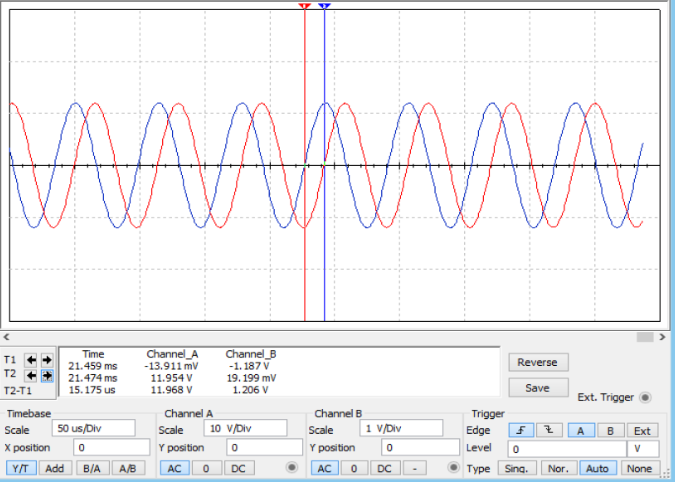 1 2
T1
T2
T2-T1
Time Channel_A Channel_B
21.459 ms -13.911 mV -1.187 V
21.474 ms 11.954 V 19.199 mV
15.175 us 11.968 V 1.206 V
Reverse
Save
Ext. Trigger
Timebase
Scale 50 us/Div
X position 0
Y/T Add B/A A/B
Channel A
Scale 10 V/Div
Y position 0
AC 0 DC
Channel B
Scale 1 V/Div
Y position 0
AC 0 DC -
Trigger
Edge A B Ext
Level 0 V
Type Sing. Nor. Auto None